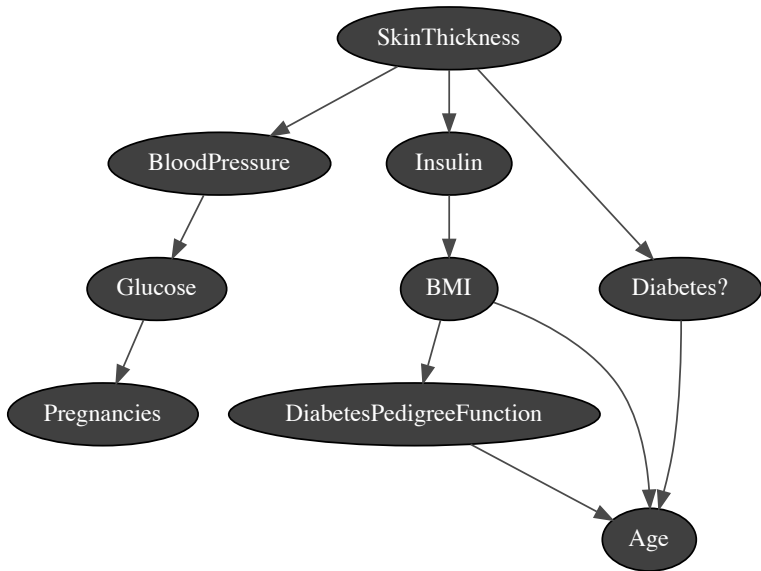 SkinThickness
BloodPressure
Insulin
Glucose
BMI
Diabetes?
Pregnancies
DiabetesPedigreeFunction
Age